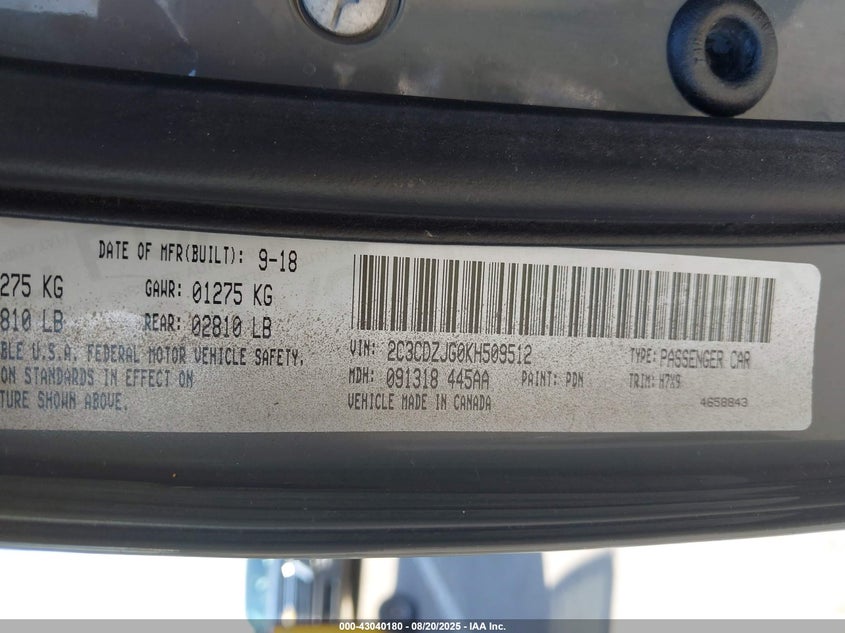 DATE OF MFR(BUILT): 9-18
275 KG GAWR: 01275 KG
810 LB REAR: 02810 LB
BLE U.S.A. FEDERAL MOTOR VEHICLE SAFETY.
ON STANDARDS IN EFFECT ON
TURE SHOWN ABOVE.
VIN: 2C3CDZJG0KH509512 TYPE: PASSENGER CAR
MDH: 091318 445AA PAINT: PDN TRIM: H7X9
VEHICLE MADE IN CANADA 4658843
000-43040180 - 08/20/2025 - IAA Inc.